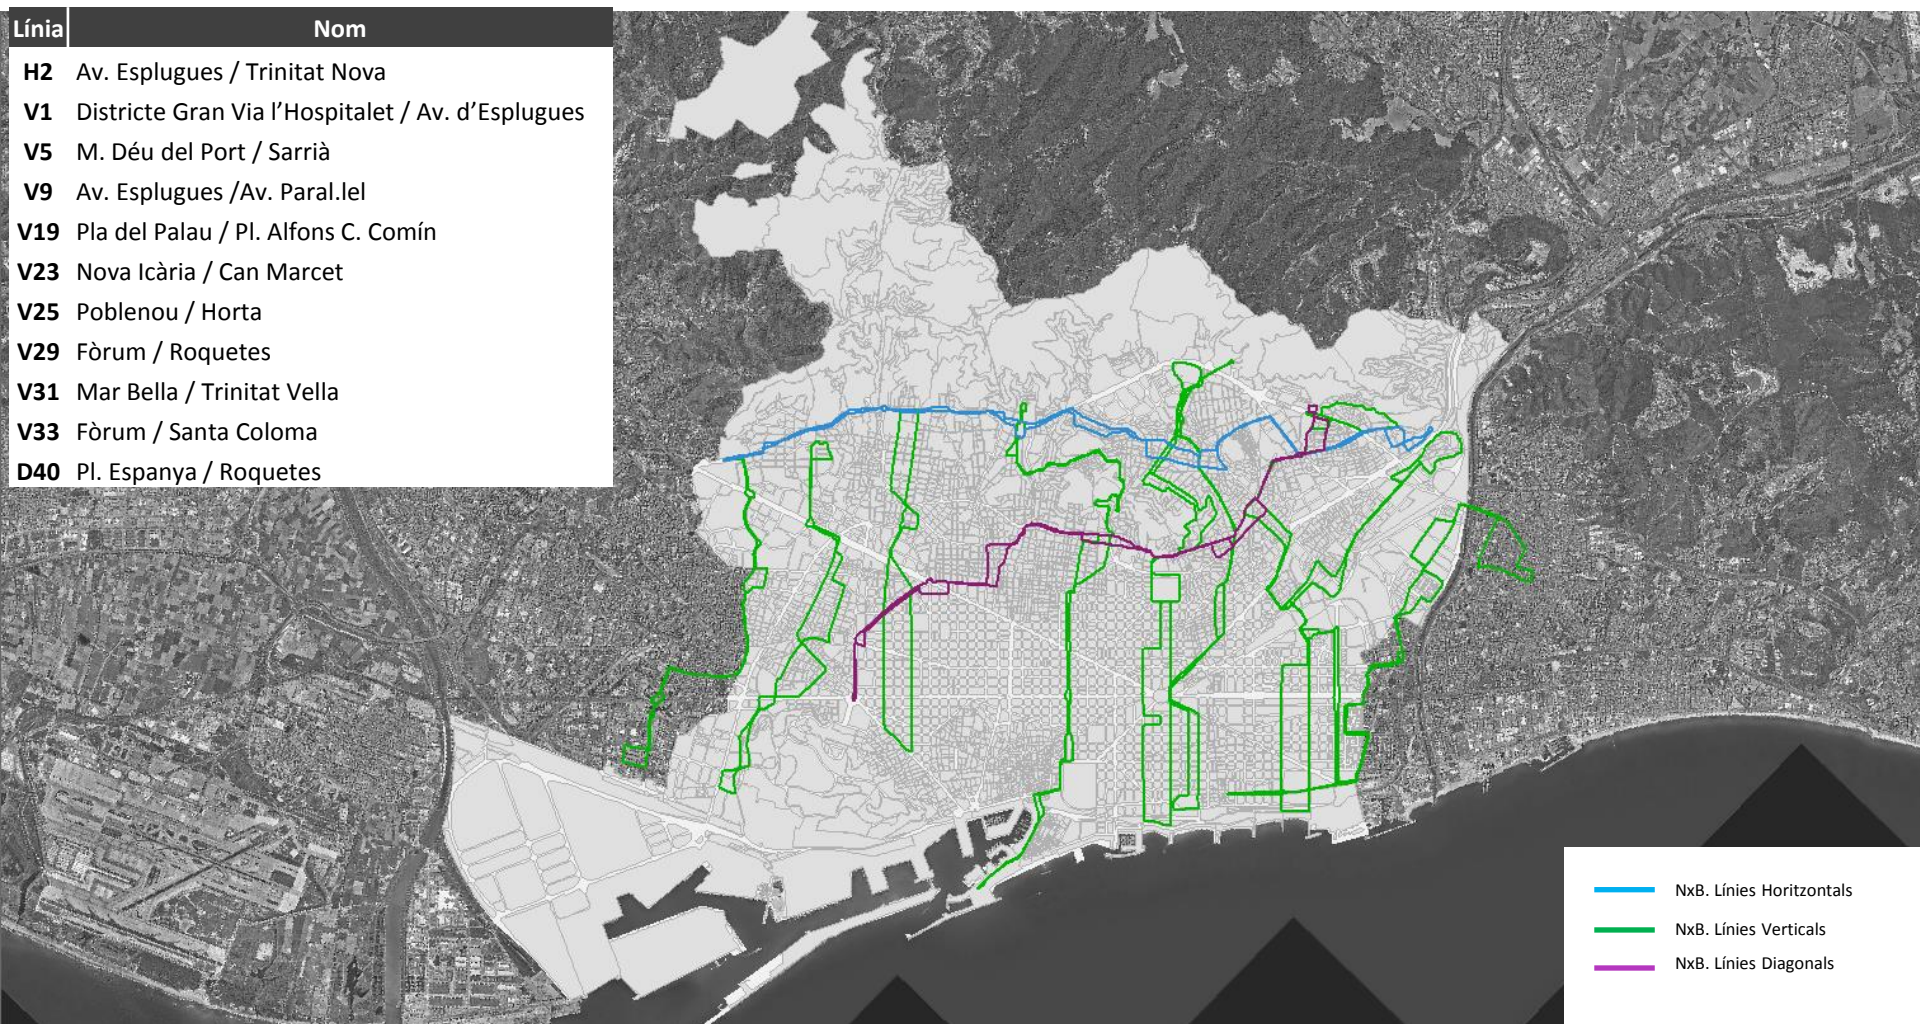 Línia Nom
H2 Av. Esplugues / Trinitat Nova
V1 Districte Gran Via l’Hospitalet / Av. d’Esplugues
V5 M. Déu del Port / Sarrià
V9 Av. Esplugues /Av. Paral.lel
V19 Pla del Palau / Pl. Alfons C. Comín
V23 Nova Icària / Can Marcet
V25 Poblenou / Horta
V29 Fòrum / Roquetes
V31 Mar Bella / Trinitat Vella
V33 Fòrum / Santa Coloma
D40 Pl. Espanya / Roquetes
NxB. Línies Horitzontals
NxB. Línies Verticals
NxB. Línies Diagonals